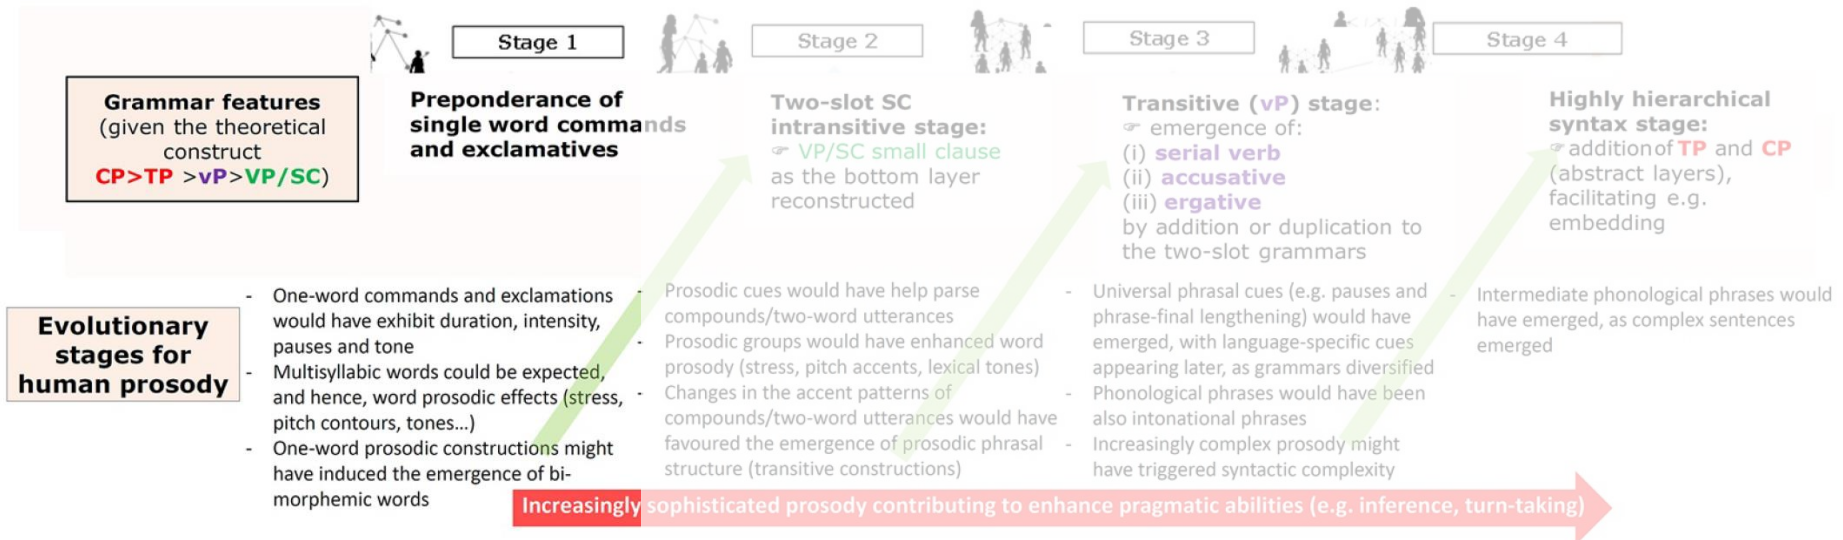 Stage 1
Stage 2
Stage 3
Stage 4
Grammar features
(given the theoretical
construct
CP>TP >vP>VP/SC)
Preponderance of
single word commands
and exclamatives
Two-slot SC
intransitive stage:
☞ VP/SC small clause
as the bottom layer
reconstructed
Transitive (vP) stage:
☞ emergence of:
(i) serial verb
(ii) accusative
(iii) ergative
by addition or duplication to
the two-slot grammars
Highly hierarchical
syntax stage:
☞addition of TP and CP
(abstract layers),
facilitating e.g.
embedding
Evolutionary
stages for
human prosody
- One-word commands and exclamations
would have exhibit duration, intensity,
pauses and tone
- Multisyllabic words could be expected,
and hence, word prosodic effects (stress,
pitch contours, tones...)
- One-word prosodic constructions might
have induced the emergence of bi-
morphemic words
- Prosodic cues would have help parse
compounds/two-word utterances
- Prosodic groups would have enhanced word
prosody (stress, pitch accents, lexical tones)
- Changes in the accent patterns of
compounds/two-word utterances would have
favoured the emergence of prosodic phrasal
structure (transitive constructions)
- Universal phrasal cues (e.g. pauses and
phrase-final lengthening) would have
emerged, with language-specific cues
appearing later, as grammars diversified
- Phonological phrases would have been
also intonational phrases
- Increasingly complex prosody might
have triggered syntactic complexity
- Intermediate phonological phrases would
have emerged, as complex sentences
emerged
Increasingly sophisticated prosody contributing to enhance pragmatic abilities (e.g. inference, turn-taking)